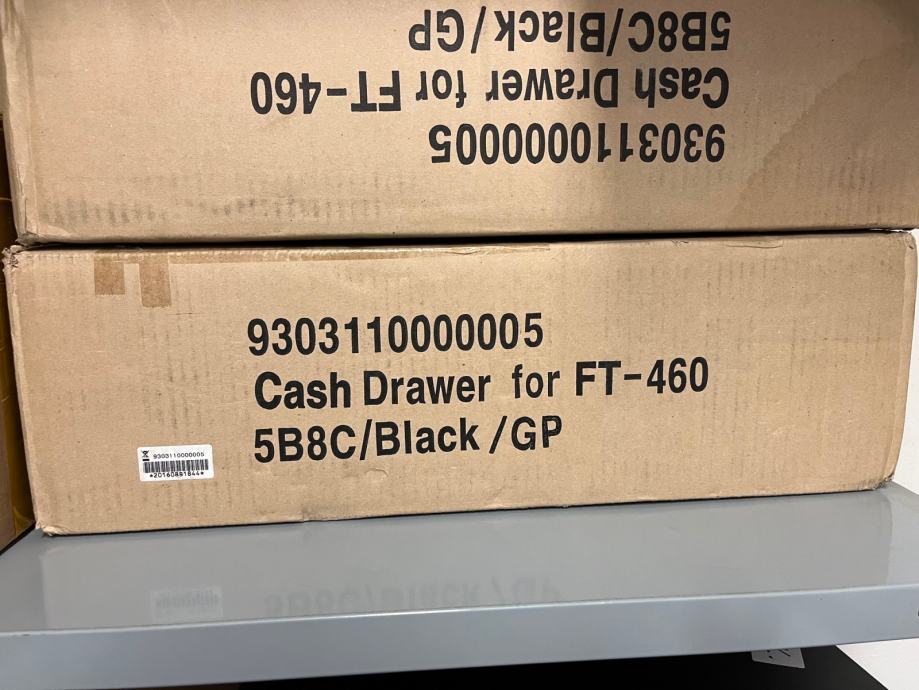 5B8C/Black/GP
Cash Drawer for FT-460
9303110000005
9303110000005
Cash Drawer for FT-460
5B8C/Black/GP
9303110000005
*20160891844*